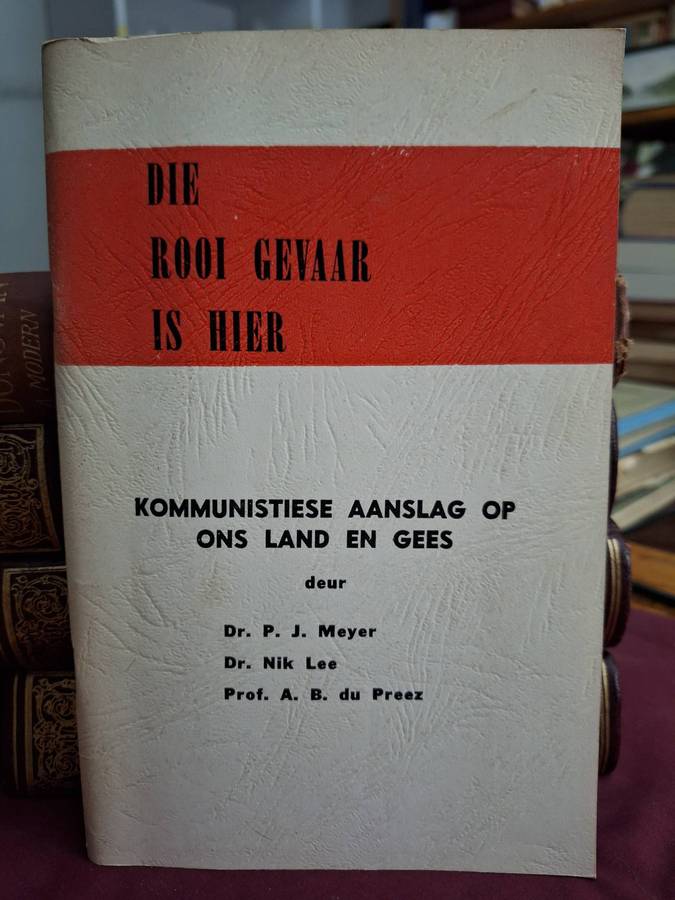 DIE
ROOI GEVAAR
IS HIER
KOMMUNISTIESE AANSLAG OP
ONS LAND EN GEES
deur
Dr. P. J. Meyer
Dr. Nik Lee
Prof. A. B. du Preez
MODERN